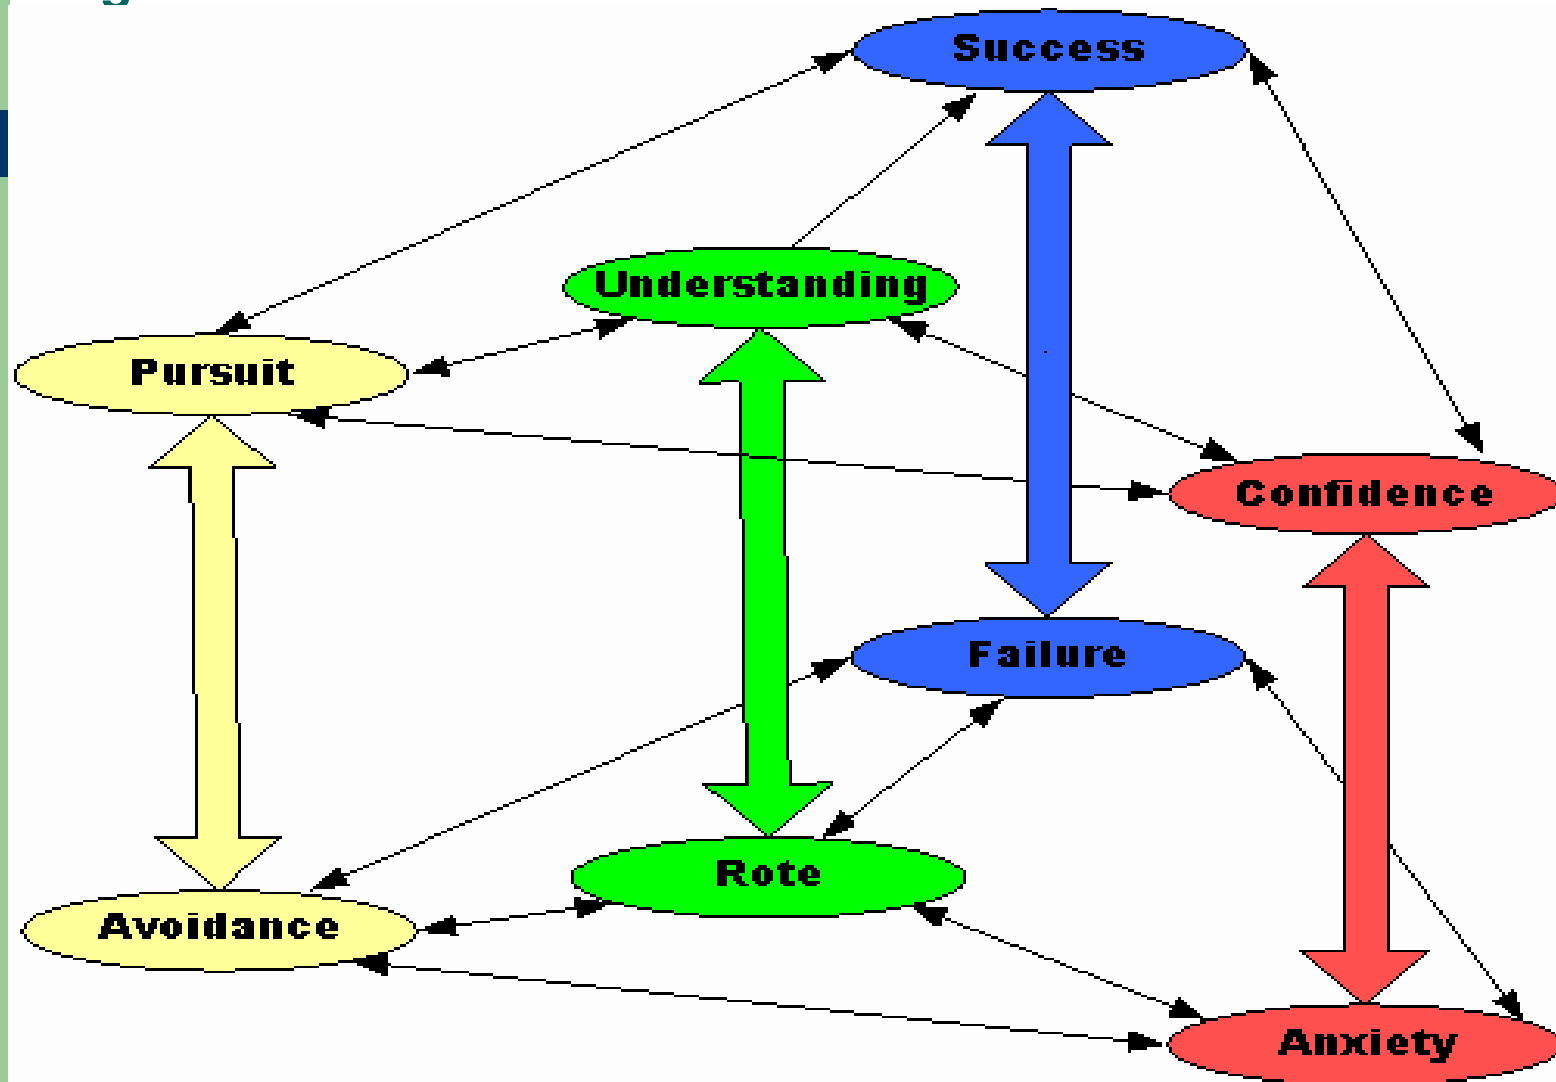 Success
Understanding
Pursuit
Confidence
Failure
Rote
Avoidance
Anxiety